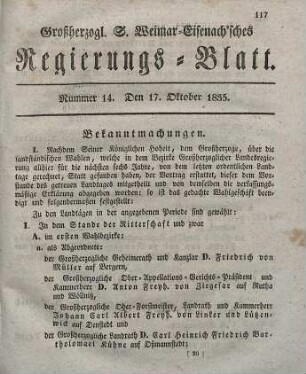 117
Großherzogl. S. Weimar-Eisenach'sches
Regierungs-Blatt.
Nummer 14. Den 17. Oktober 1835.
Bekanntmachungen.
I. Nachdem Seiner Königlichen Hoheit, dem Großherzoge, über die
landständischen Wahlen, welche in dem Bezirke Großherzoglicher Landesregie-
rung allhier für die nächsten sechs Jahre, von dem letzten ordentlichen Land-
tage gerechnet, Statt gefunden haben, der Vortrag erstattet, dieser dem Vor-
stande des getreuen Landtages mitgetheilt und von demselben die verfassungs-
mäßige Erklärung abgegeben worden; so ist das gedachte Wahlgeschäft been-
digt und folgendermaßen festgestellt:
Zu den Landtägen in der angegebenen Periode sind gewählt:
I. In dem Stande der Ritterschaft und zwar
A. im ersten Wahlbezirke:
a. als Abgeordnete:
der Großherzogliche Geheimerath und Kanzlar D. Friedrich von
Müller auf Bergern,
der Großherzogliche Ober-Appellations-Gerichts-Präsident und
Kammerherr D. Anton Freyh. von Ziegesar auf Rutha
und Wöllnitz,
der Großherzogliche Ober-Forstmeister, Landrath und Kammerherr
Johann Carl Albert Freyh. von Linker und Lützen-
wick auf Denstedt und
der Großherzogliche Landrath D. Carl Heinrich Friedrich Bar-
tholomäi Kühne auf Oßmanstedt;